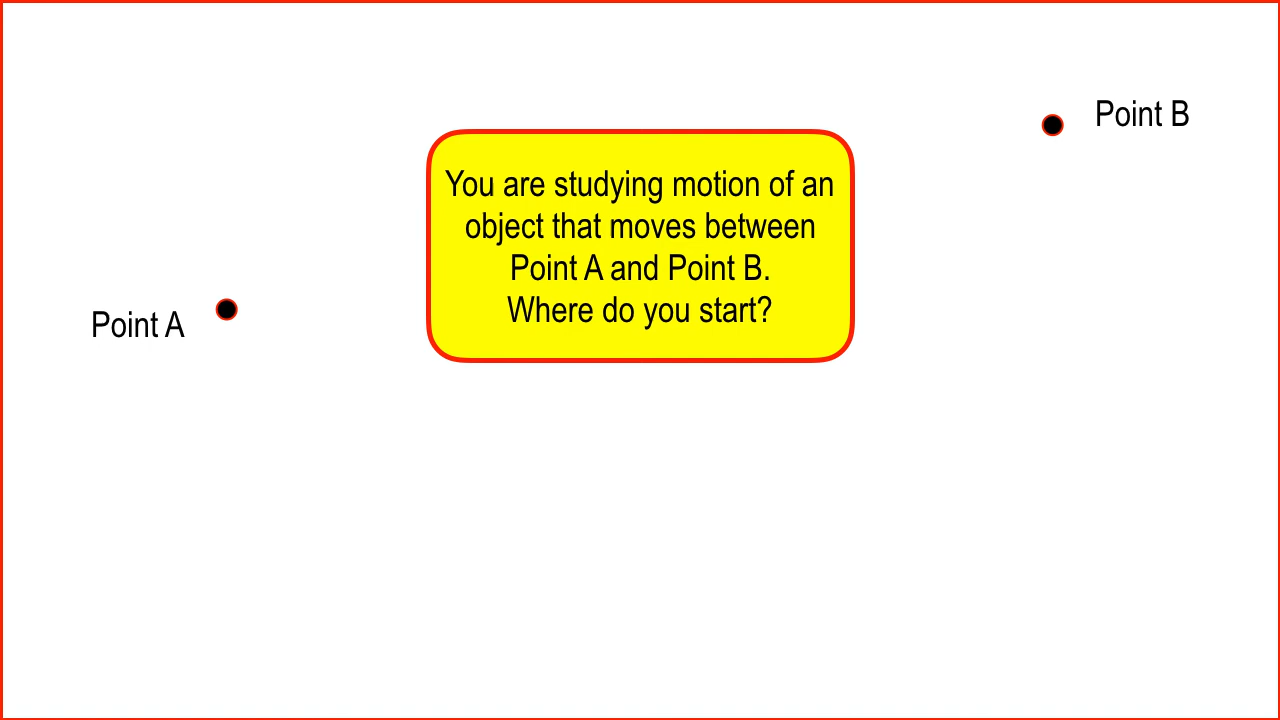 Point B
You are studying motion of an
object that moves between
Point A and Point B.
Where do you start?
Point A